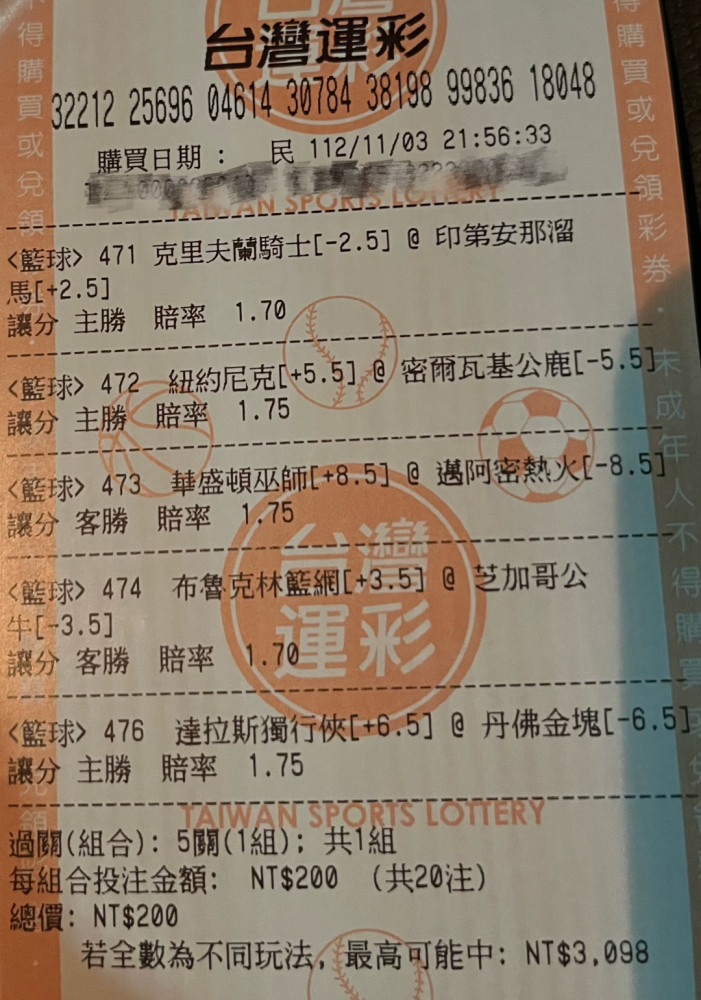 台灣運彩
32212 25696 04614 30784 38198 99836 18048
購買日期 : 民 112/11/03 21:56:33
TAIWAN SPORTS LOTTERY
<籃球> 471 克里夫蘭騎士[-2.5] @ 印第安那溜
馬[+2.5]
讓分 主勝 賠率 1.70
<籃球> 472 紐約尼克[+5.5] @ 密爾瓦基公鹿[-5.5]
讓分 主勝 賠率 1.75
<籃球> 473 華盛頓巫師[+8.5] @ 邁阿密熱火[-8.5]
讓分 客勝 賠率 1.75
台灣
運彩
<籃球> 474 布魯克林籃網[+3.5] @ 芝加哥公
牛[-3.5]
讓分 客勝 賠率 1.70
<籃球> 476 達拉斯獨行俠[+6.5] @ 丹佛金塊[-6.5]
讓分 主勝 賠率 1.75
TAIWAN SPORTS LOTTERY
過關(組合): 5關(1組); 共1組
每組合投注金額: NT$200 (共20注)
總價: NT$200
若全數為不同玩法, 最高可能中: NT$3,098
得購買或兌領
得購買或兌領彩券．未成年人不得購買